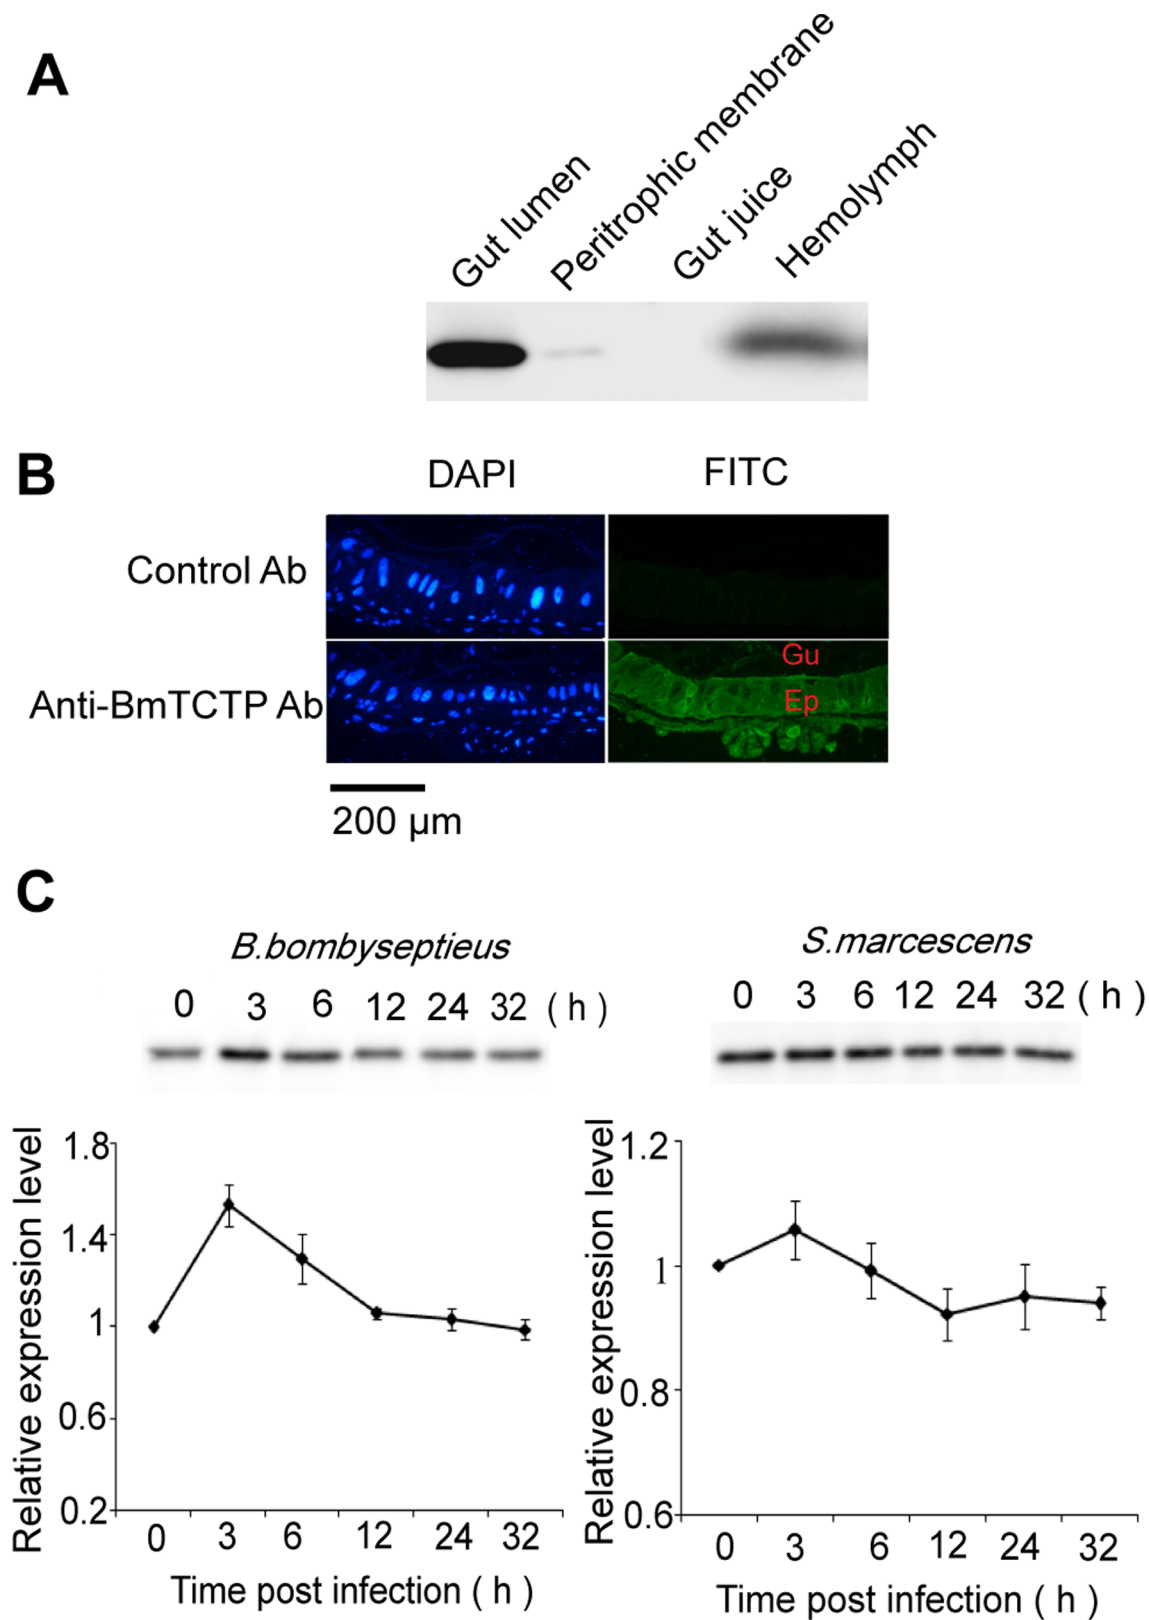 A
Gut lumen
Peritrophic membrane
Gut juice
Hemolymph
B
DAPI
FITC
Control Ab
Gu
Anti-BmTCTP Ab
Ep
200 µm
C
B.bombyseptieus
0 3 6 12 24 32 ( h )
Relative expression level
1.8
1.4
1
0.6
0.2
0 3 6 12 24 32
Time post infection ( h )
S.marcescens
0 3 6 12 24 32 ( h )
Relative expression level
1.2
1
0.8
0.6
0 3 6 12 24 32
Time post infection ( h )